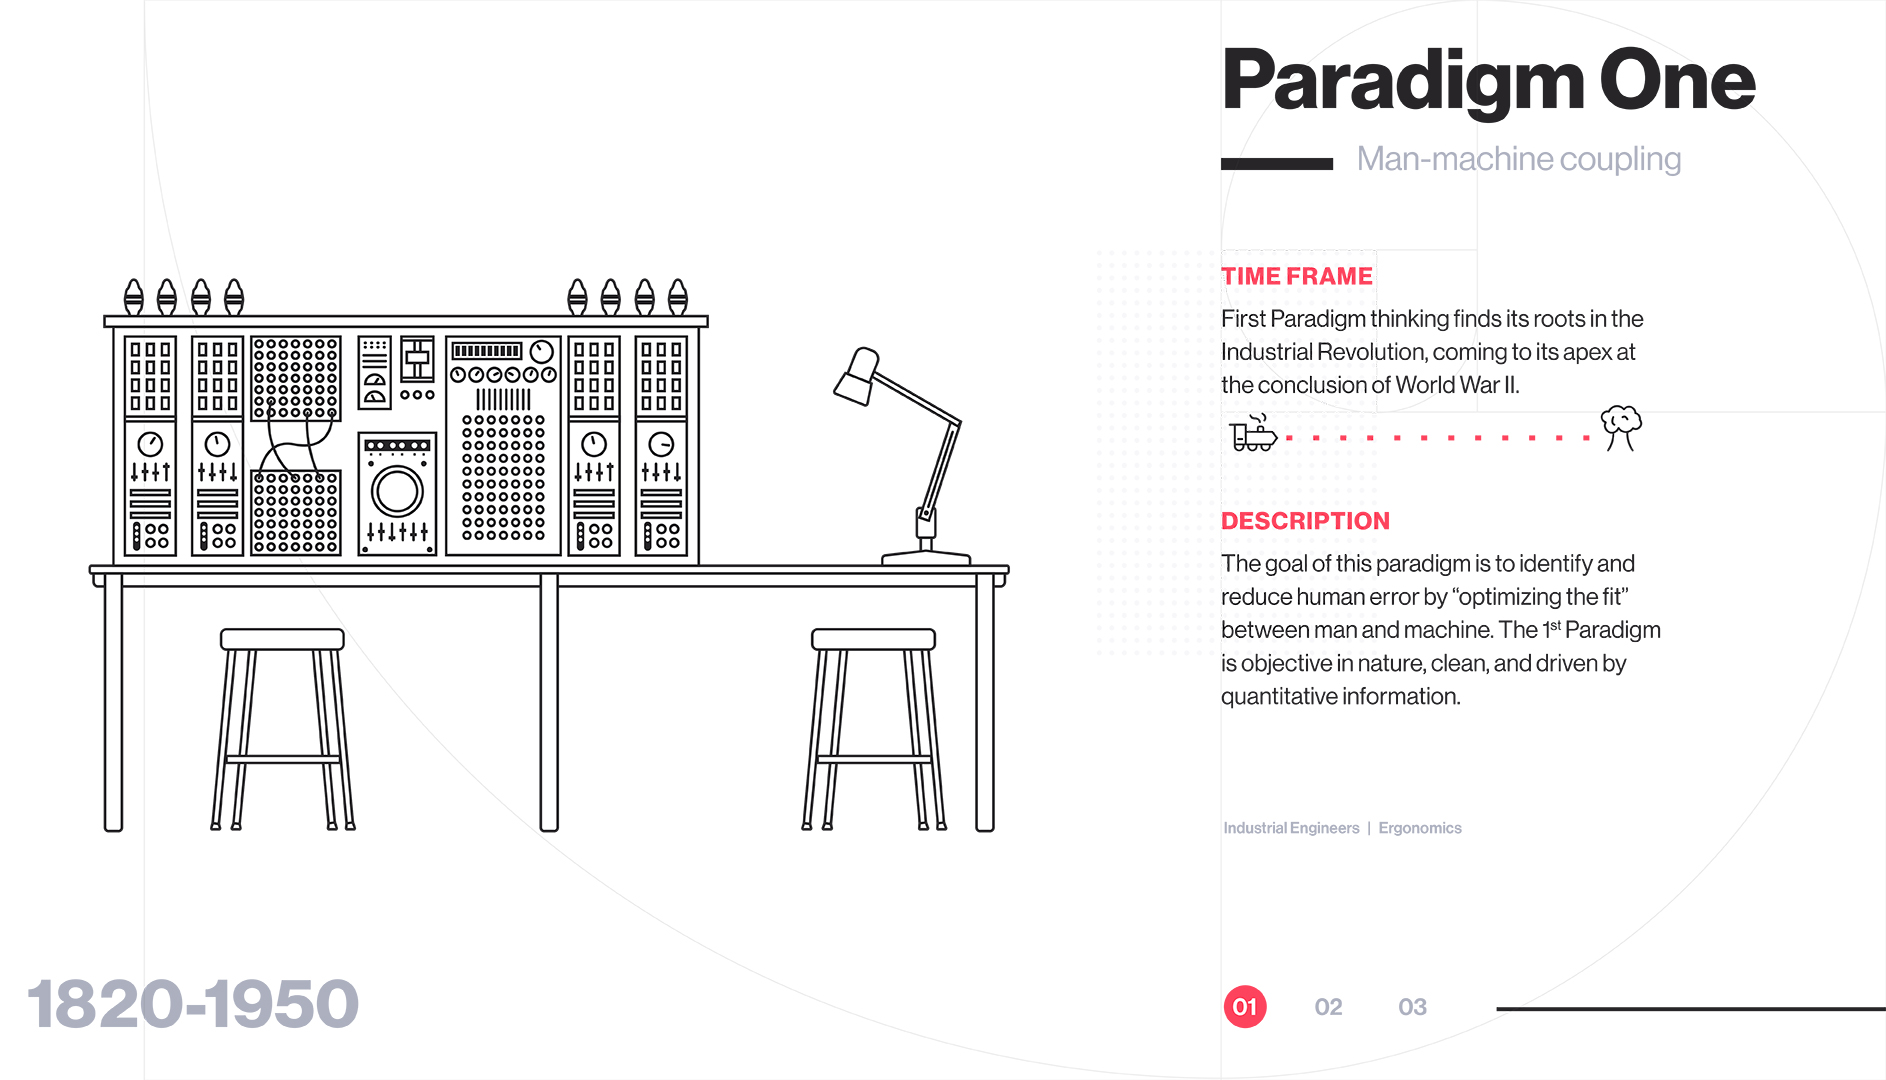 Paradigm One
Man-machine coupling
TIME FRAME
First Paradigm thinking finds its roots in the
Industrial Revolution, coming to its apex at
the conclusion of World War II.
DESCRIPTION
The goal of this paradigm is to identify and
reduce human error by “optimizing the fit”
between man and machine. The 1st Paradigm
is objective in nature, clean, and driven by
quantitative information.
Industrial Engineers | Ergonomics
1820-1950
01 02 03